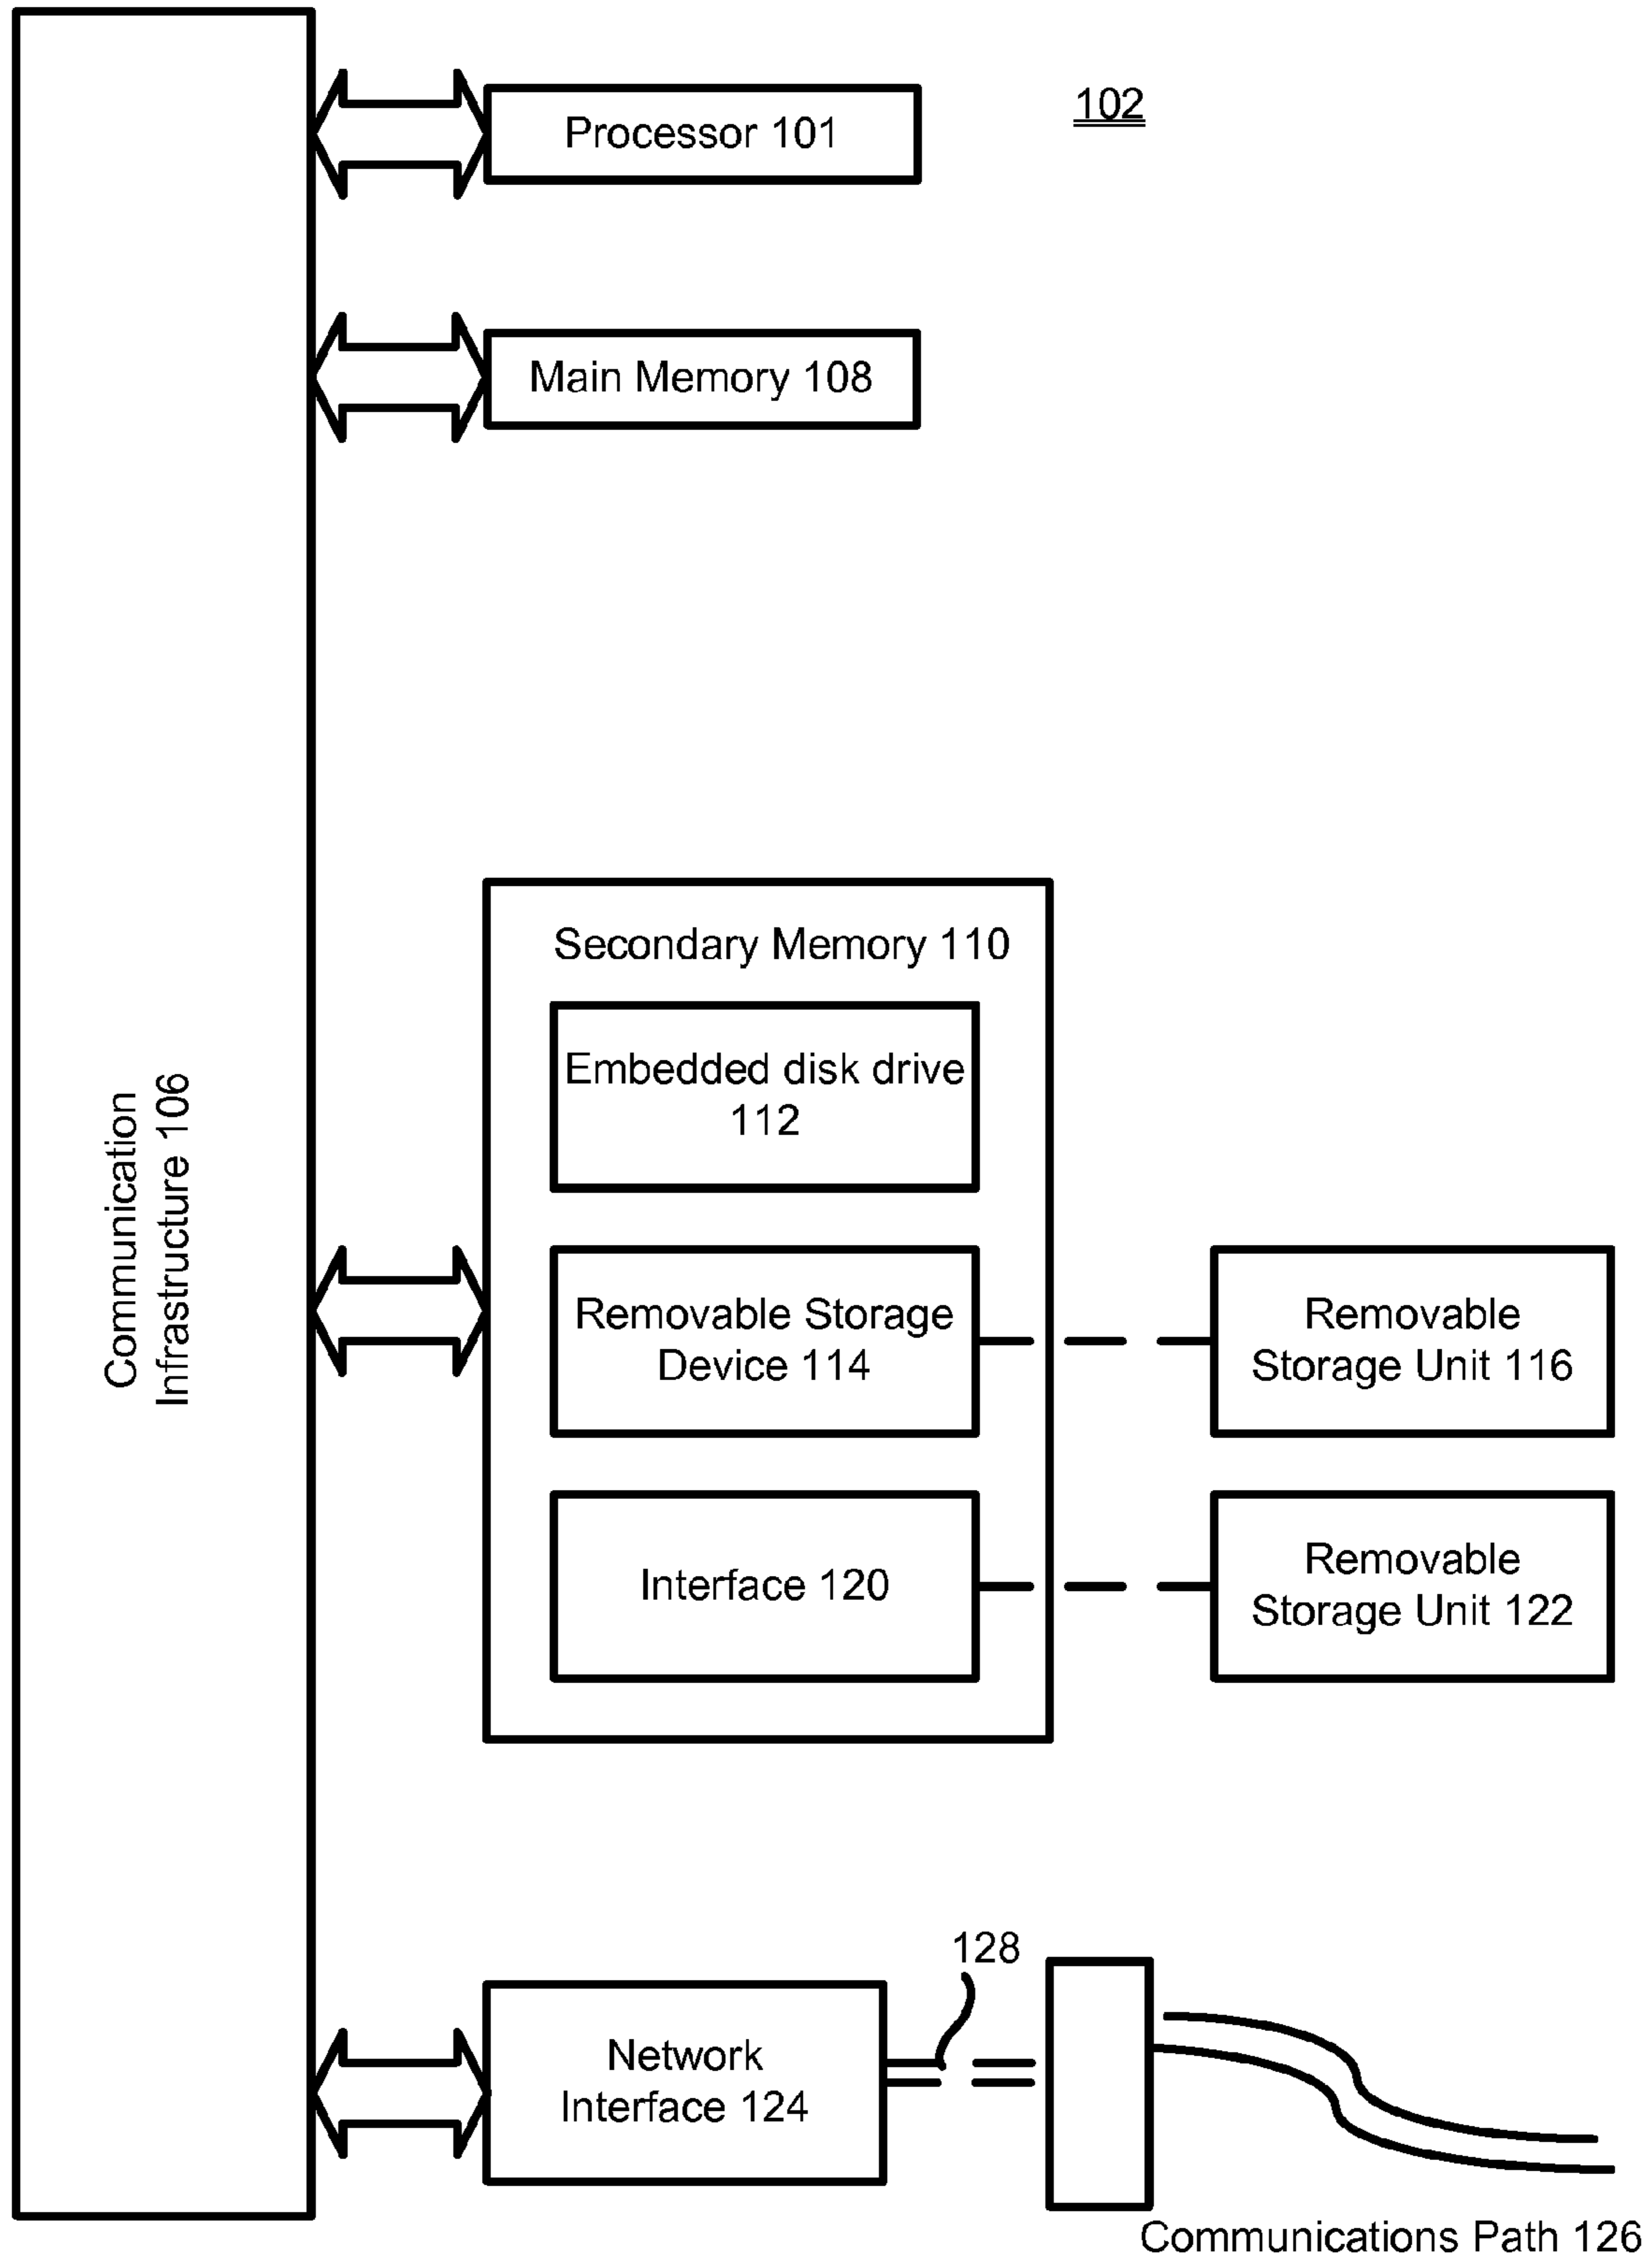 Processor 101
102
Main Memory 108
Secondary Memory 110
Embedded disk drive
112
Communication
Infrastructure 106
Removable Storage
Device 114
Removable
Storage Unit 116
Interface 120
Removable
Storage Unit 122
128
Network
Interface 124
Communications Path 126